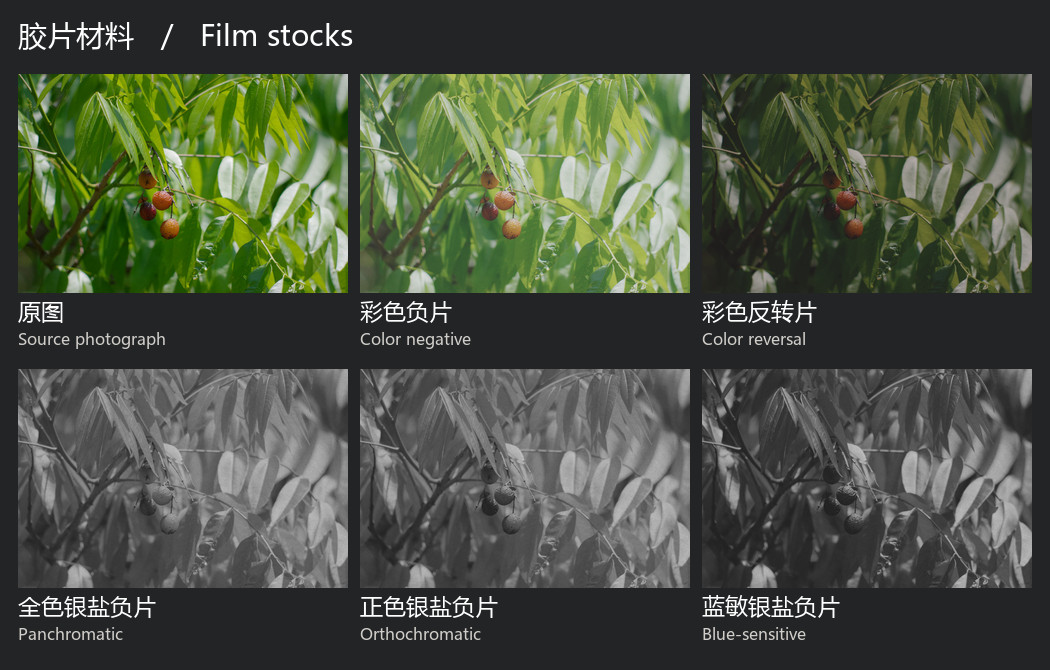 胶片材料 / Film stocks
原图
Source photograph
彩色负片
Color negative
彩色反转片
Color reversal
全色银盐负片
Panchromatic
正色银盐负片
Orthochromatic
蓝敏银盐负片
Blue-sensitive